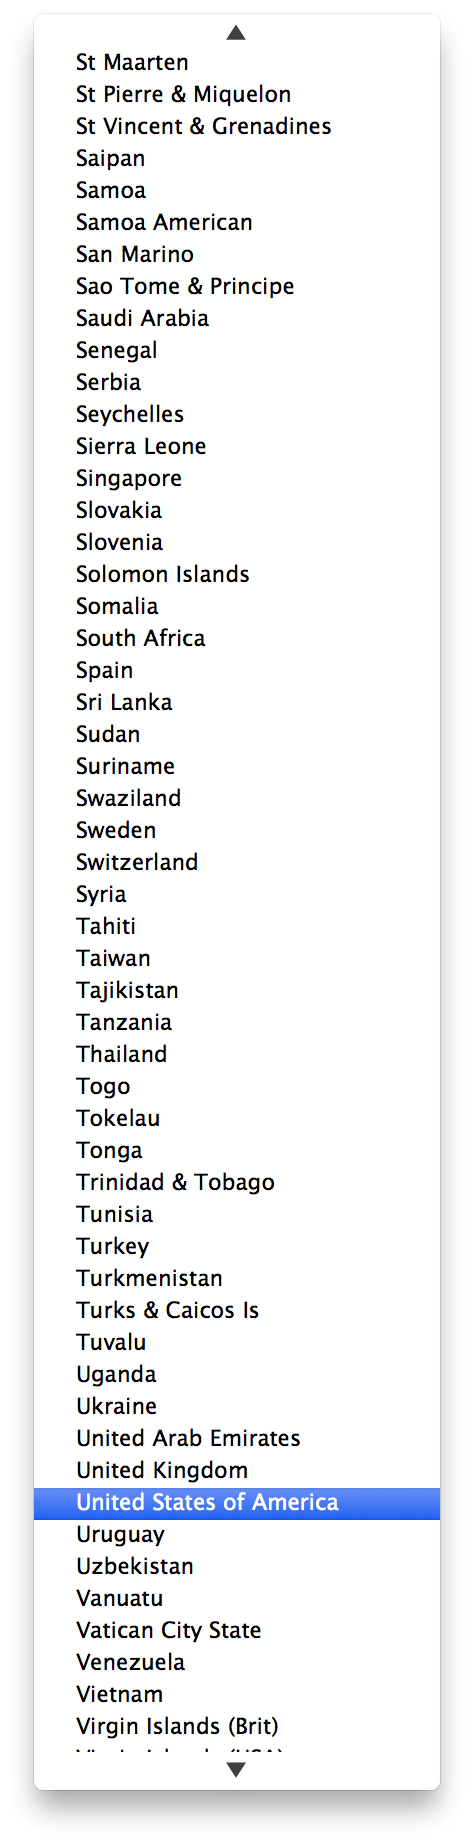 St Maarten
St Pierre & Miquelon
St Vincent & Grenadines
Saipan
Samoa
Samoa American
San Marino
Sao Tome & Principe
Saudi Arabia
Senegal
Serbia
Seychelles
Sierra Leone
Singapore
Slovakia
Slovenia
Solomon Islands
Somalia
South Africa
Spain
Sri Lanka
Sudan
Suriname
Swaziland
Sweden
Switzerland
Syria
Tahiti
Taiwan
Tajikistan
Tanzania
Thailand
Togo
Tokelau
Tonga
Trinidad & Tobago
Tunisia
Turkey
Turkmenistan
Turks & Caicos Is
Tuvalu
Uganda
Ukraine
United Arab Emirates
United Kingdom
United States of America
Uruguay
Uzbekistan
Vanuatu
Vatican City State
Venezuela
Vietnam
Virgin Islands (Brit)